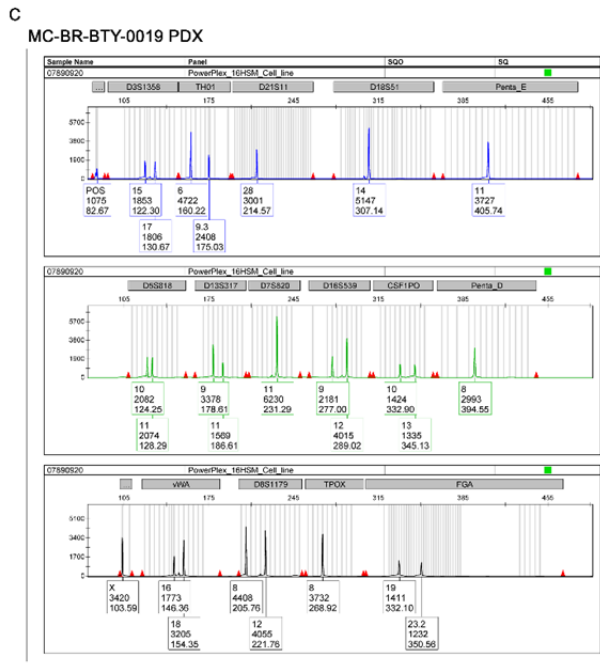 C
MC-BR-BTY-0019 PDX
Sample Name Panel SQO SQ
07890920 PowerPlex_16HSM_Cell_line
... D3S1358 TH01 D21S11 D18S51 Penta_E
105 175 245 315 385 455
5700
3800
1900
0
POS 15 6 28 14 11
1075 1853 4722 3001 5147 3727
82.67 122.30 160.22 214.57 307.14 405.74
17 9.3
1806 2408
130.67 175.03
07890920 PowerPlex_16HSM_Cell_line
D5S818 D13S317 D7S820 D16S539 CSF1PO Penta_D
105 175 245 315 385 455
5700
3800
1900
0
10 9 11 9 10 8
2082 3378 6230 2181 1424 2993
124.25 178.61 231.29 277.00 332.90 394.55
11 11 12 13
2074 1569 4015 1335
128.29 186.61 289.02 345.13
07890920 PowerPlex_16HSM_Cell_line
vWA D8S1179 TPOX FGA
105 175 245 315 385 455
5100
3400
1700
0
X 16 8 8 19
3420 1773 4408 3732 1411
103.59 146.36 205.76 268.92 332.10
18 12 23.2
3205 4055 1232
154.35 221.76 350.56